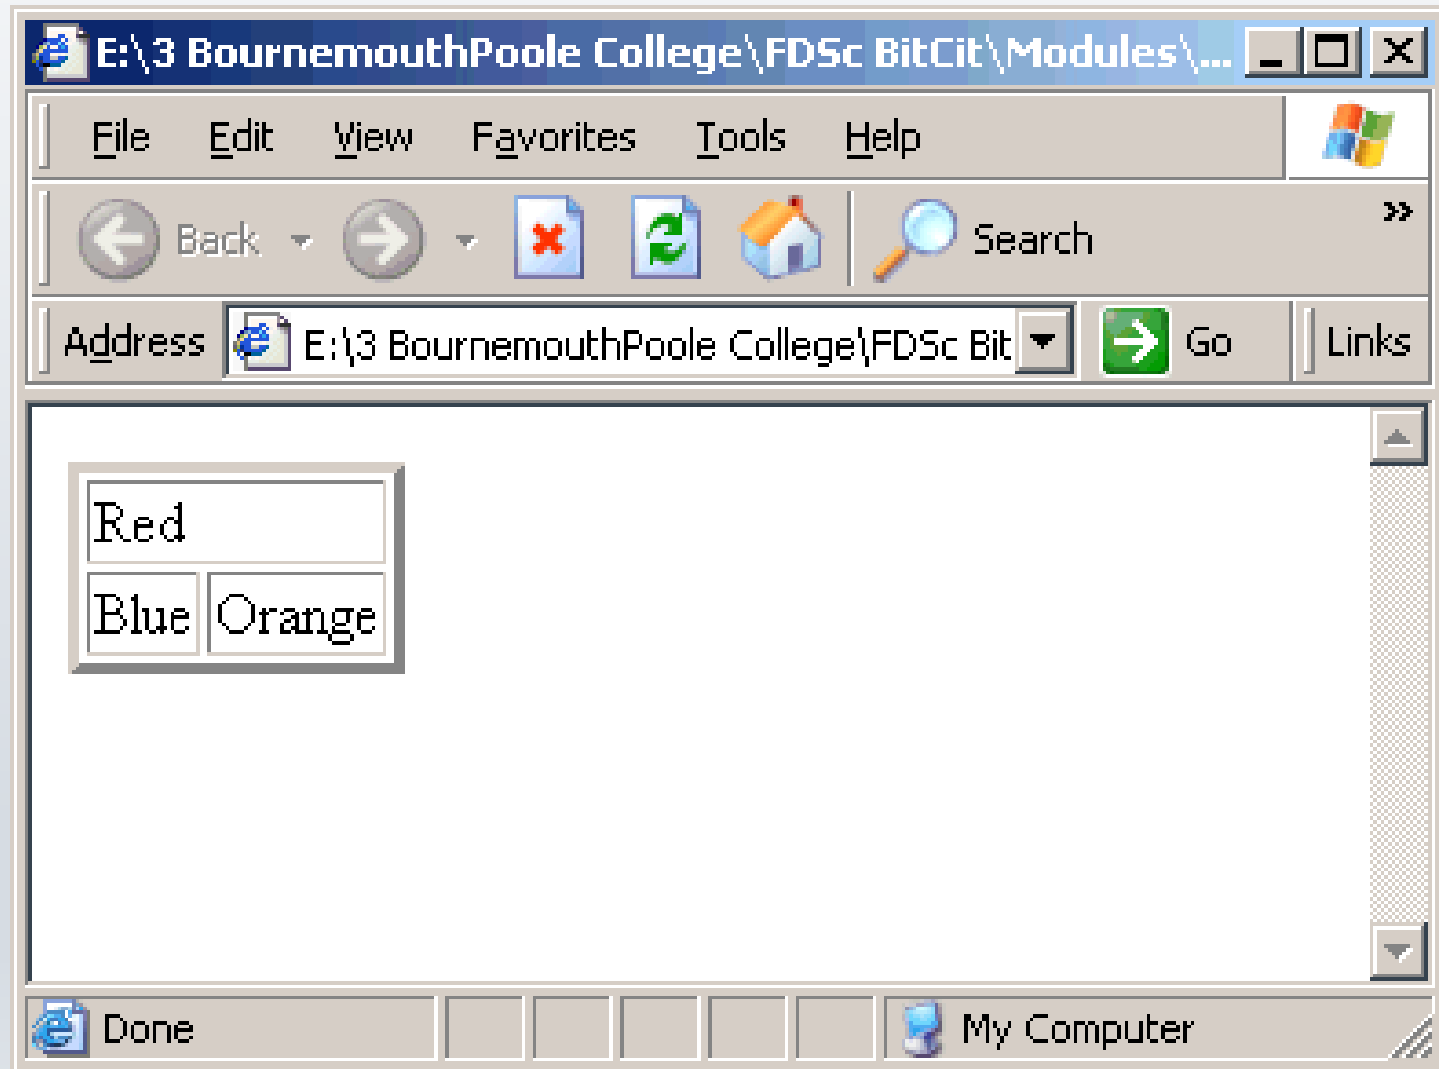 E:\3 BournemouthPoole College\FDSc BitCit\Modules\...
File Edit View Favorites Tools Help
Back Search »
Address E:\3 BournemouthPoole College\FDSc Bit Go Links
Red
Blue Orange
Done My Computer